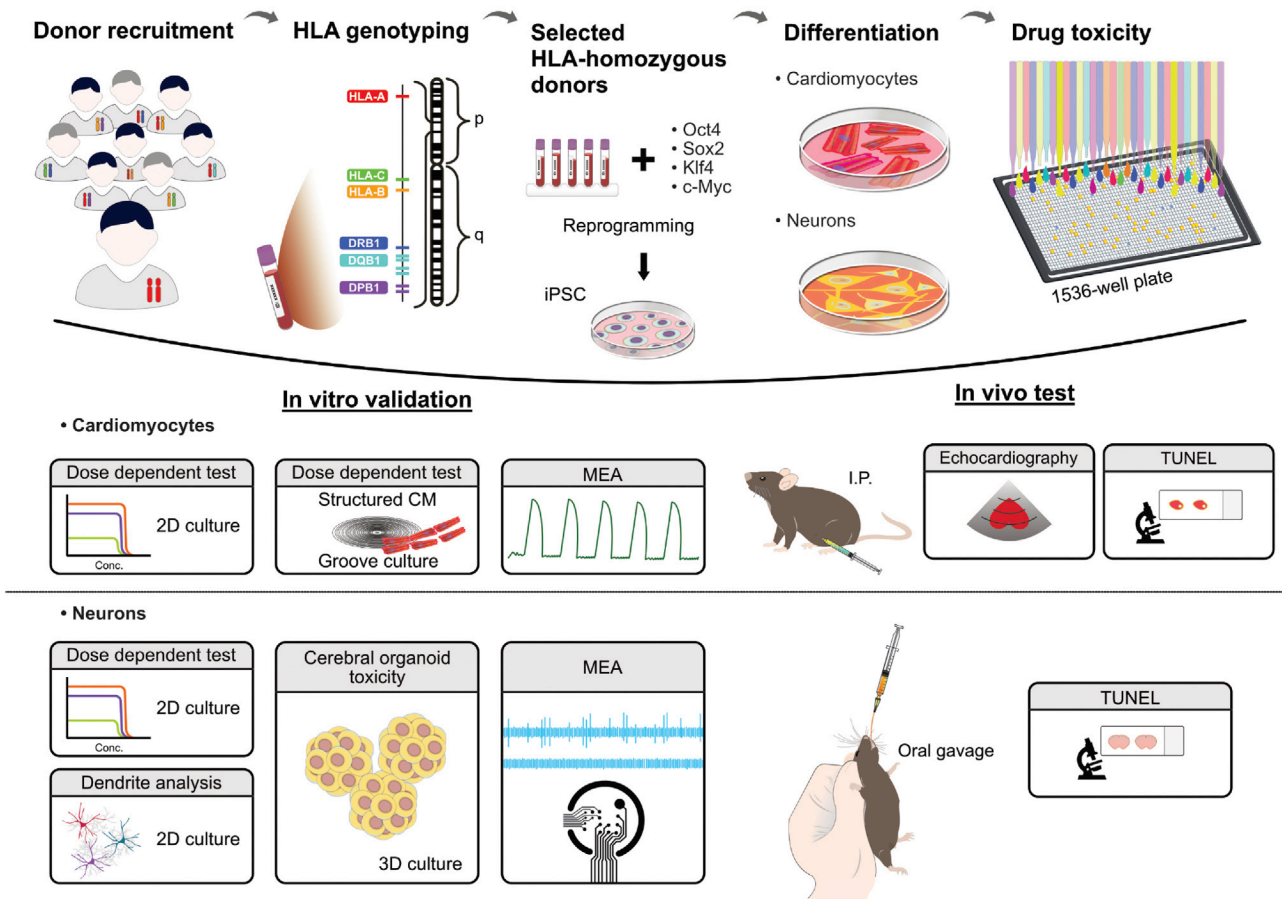 Donor recruitment
HLA genotyping
Selected
HLA-homozygous
donors
Differentiation
Drug toxicity
HLA-A
HLA-C
HLA-B
DRB1
DQB1
DPB1
p
q
• Oct4
• Sox2
• Klf4
• c-Myc
+
Reprogramming
iPSC
• Cardiomyocytes
• Neurons
1536-well plate
In vitro validation
In vivo test
• Cardiomyocytes
Dose dependent test
2D culture
Conc.
Dose dependent test
Structured CM
Groove culture
MEA
I.P.
Echocardiography
TUNEL
• Neurons
Dose dependent test
2D culture
Conc.
Dendrite analysis
2D culture
Cerebral organoid
toxicity
3D culture
MEA
Oral gavage
TUNEL